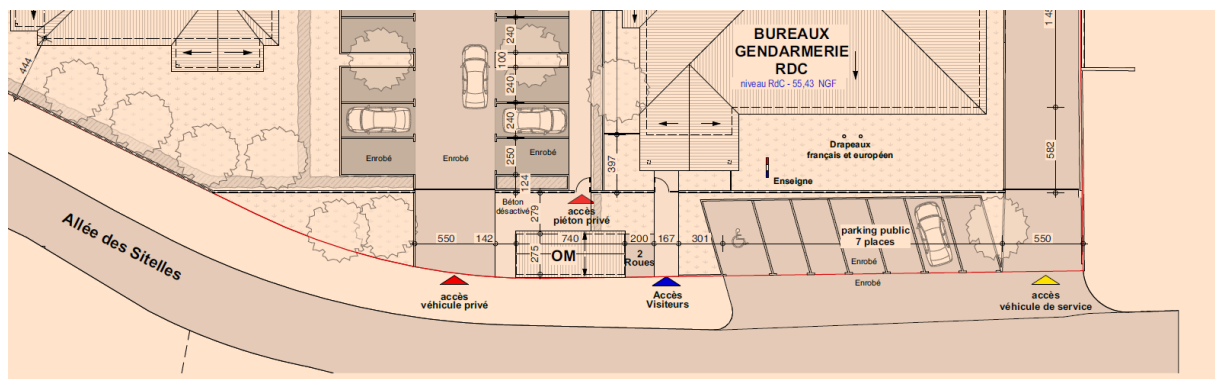 BUREAUX
GENDARMERIE
RDC
niveau RdC - 55,43 NGF
444
240
100
240
240
250
124
Enrobé
Enrobé
Enrobé
397
Drapeaux
français et européen
Enseigne
582
Béton
désactivé
279
accès
piéton privé
parking public
7 places
Allée des Sitelles
550
142
740
200
167
301
550
OM
275
2
Roues
Enrobé
Enrobé
accès
véhicule privé
Accès
Visiteurs
accès
véhicule de service